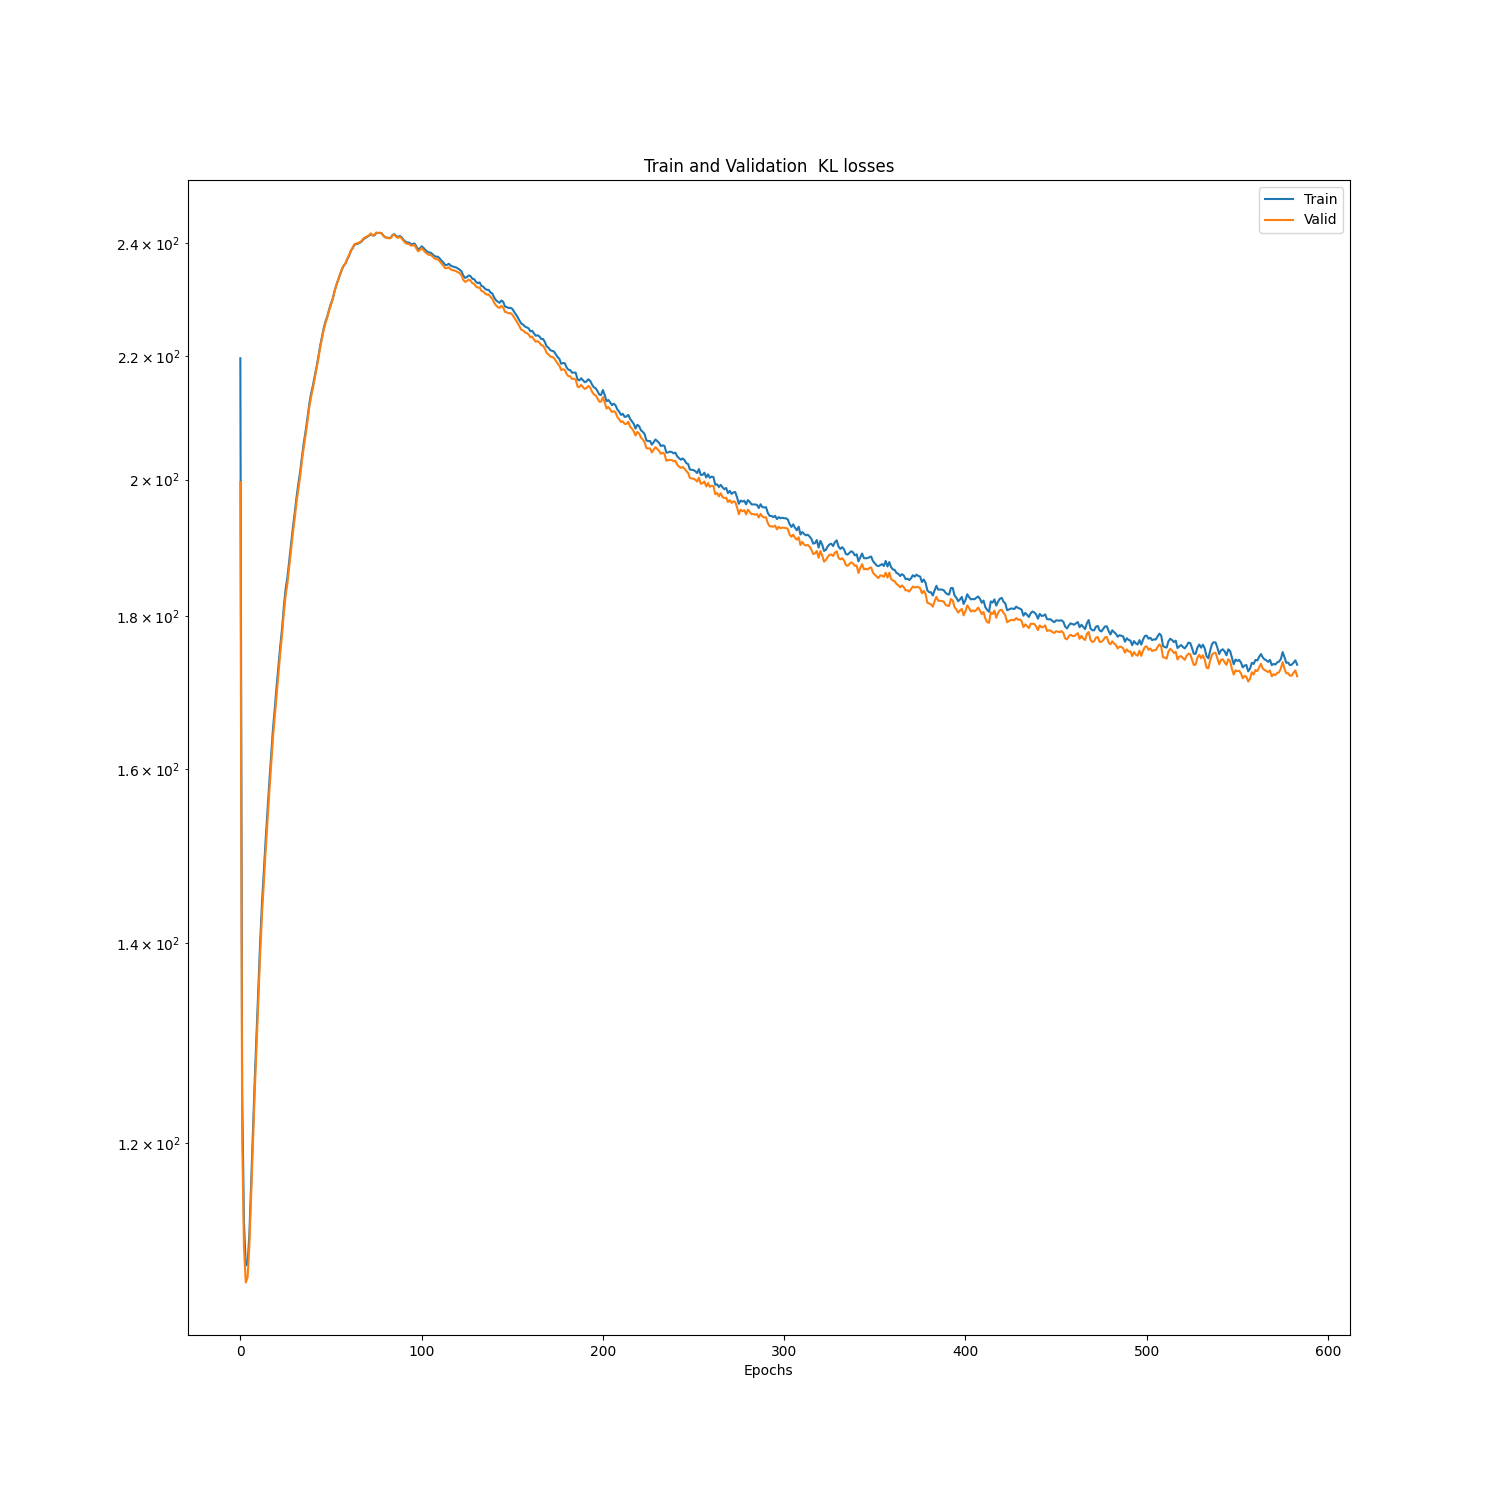 Train and Validation  KL losses
Train
Valid
2.4 × 10²
2.2 × 10²
2 × 10²
1.8 × 10²
1.6 × 10²
1.4 × 10²
1.2 × 10²
0 100 200 300 400 500 600
Epochs